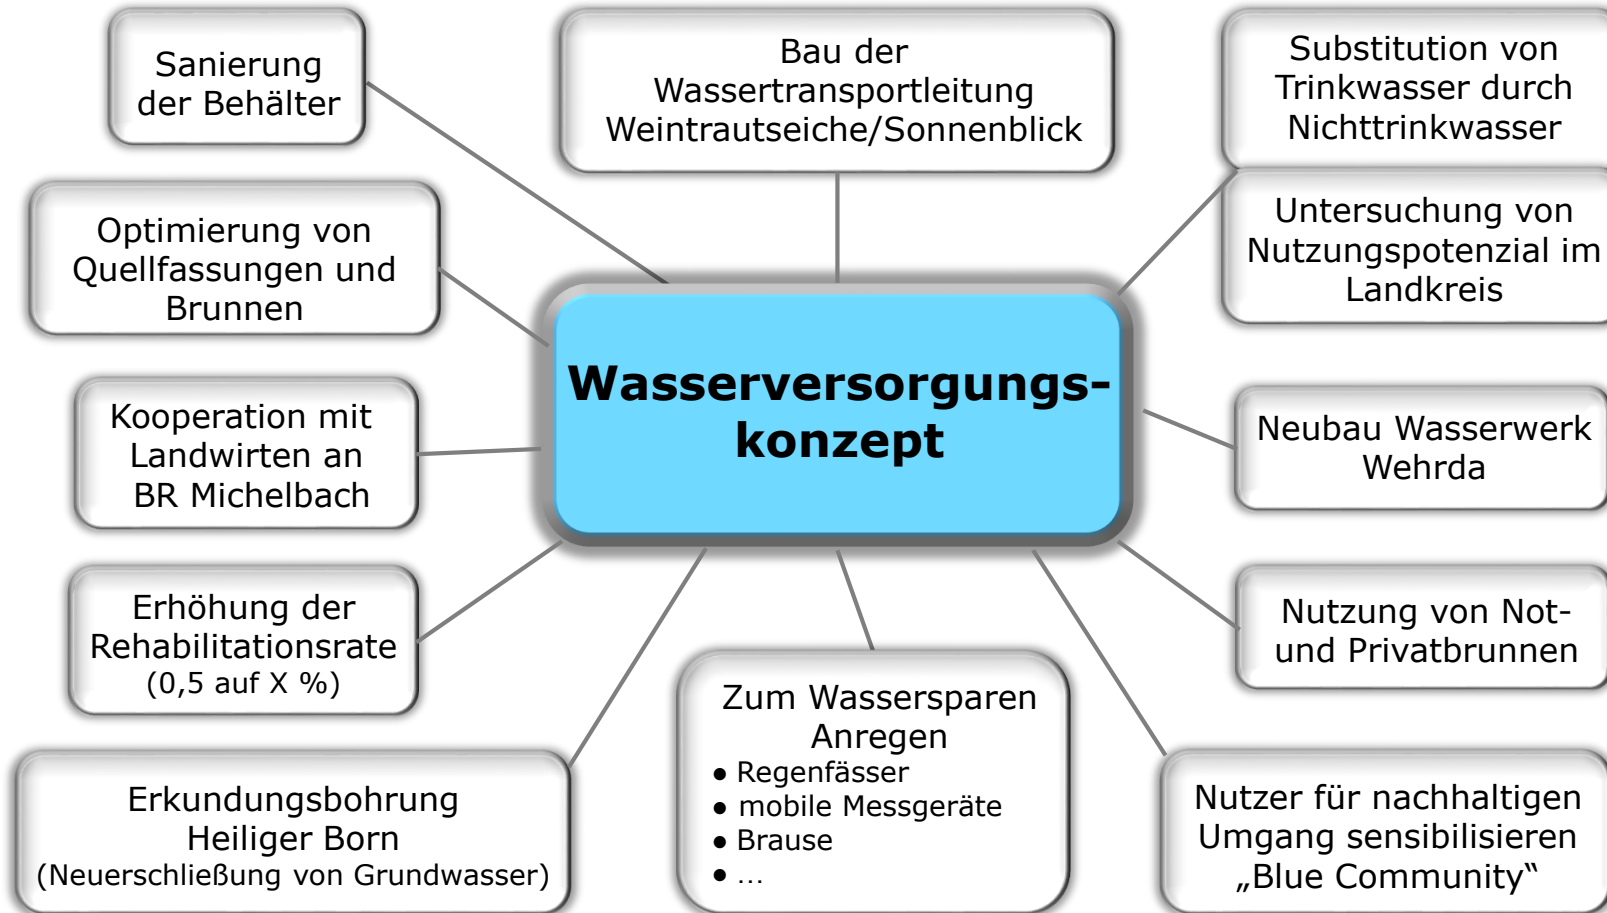 Sanierung
der Behälter
Bau der
Wassertransportleitung
Weintrautseiche/Sonnenblick
Substitution von
Trinkwasser durch
Nichttrinkwasser
Optimierung von
Quellfassungen und
Brunnen
Untersuchung von
Nutzungspotenzial im
Landkreis
Wasserversorgungs-
konzept
Kooperation mit
Landwirten an
BR Michelbach
Neubau Wasserwerk
Wehrda
Erhöhung der
Rehabilitationsrate
(0,5 auf X %)
Nutzung von Not-
und Privatbrunnen
Erkundungsbohrung
Heiliger Born
(Neuerschließung von Grundwasser)
Zum Wassersparen
Anregen
• Regenfässer
• mobile Messgeräte
• Brause
• ...
Nutzer für nachhaltigen
Umgang sensibilisieren
„Blue Community“